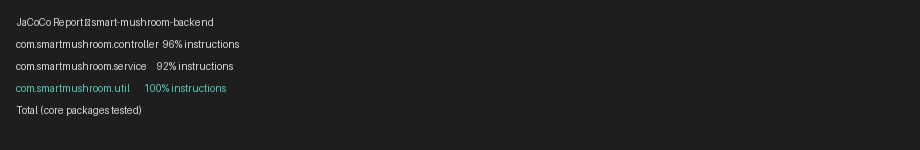 JaCoCo Report □ smart-mushroom-backend
com.smartmushroom.controller 96% instructions
com.smartmushroom.service 92% instructions
com.smartmushroom.util 100% instructions
Total (core packages tested)